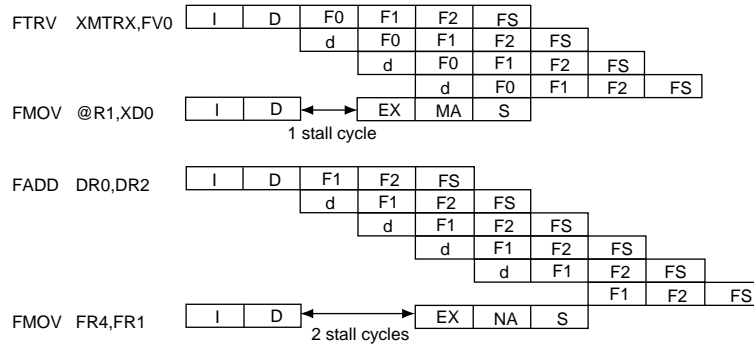 FTRV XMTRX,FV0 I D F0 F1 F2 FS
d F0 F1 F2 FS
d F0 F1 F2 FS
d F0 F1 F2 FS
FMOV @R1,XD0 I D EX MA S
1 stall cycle
FADD DR0,DR2 I D F1 F2 FS
d F1 F2 FS
d F1 F2 FS
d F1 F2 FS
d F1 F2 FS
F1 F2 FS
FMOV FR4,FR1 I D EX NA S
2 stall cycles